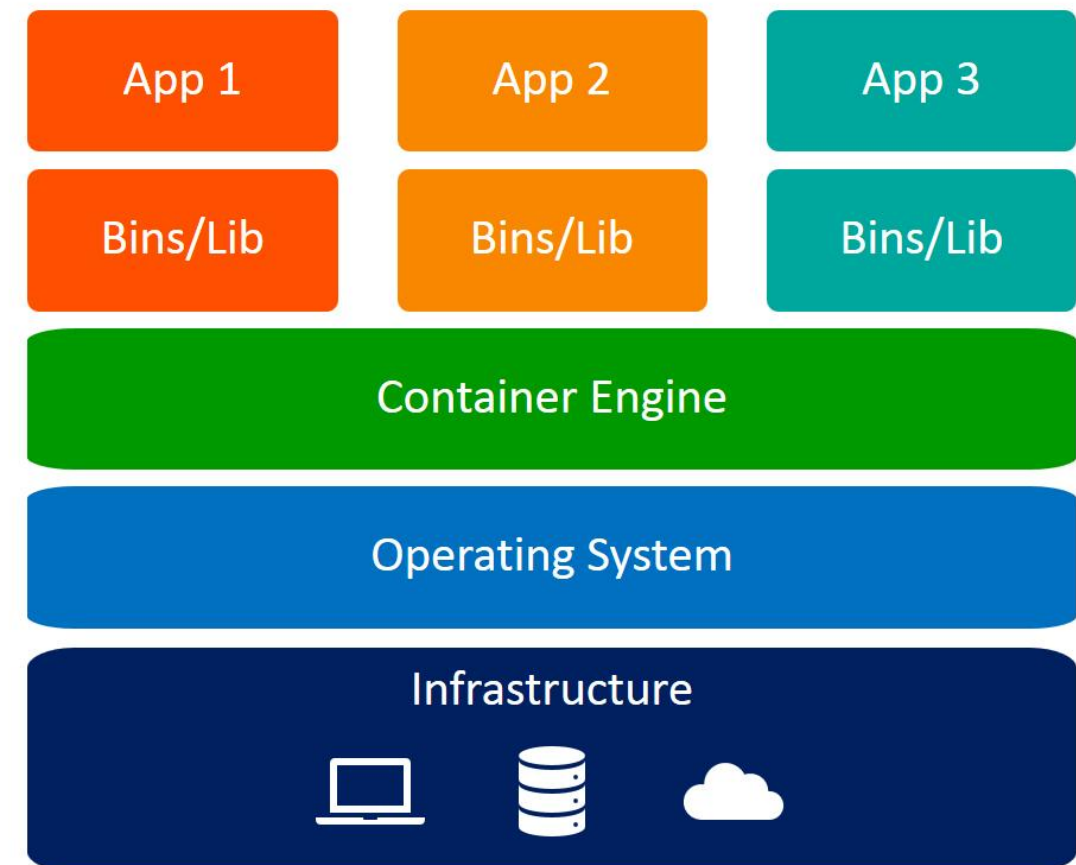 App 1
App 2
App 3
Bins/Lib
Bins/Lib
Bins/Lib
Container Engine
Operating System
Infrastructure